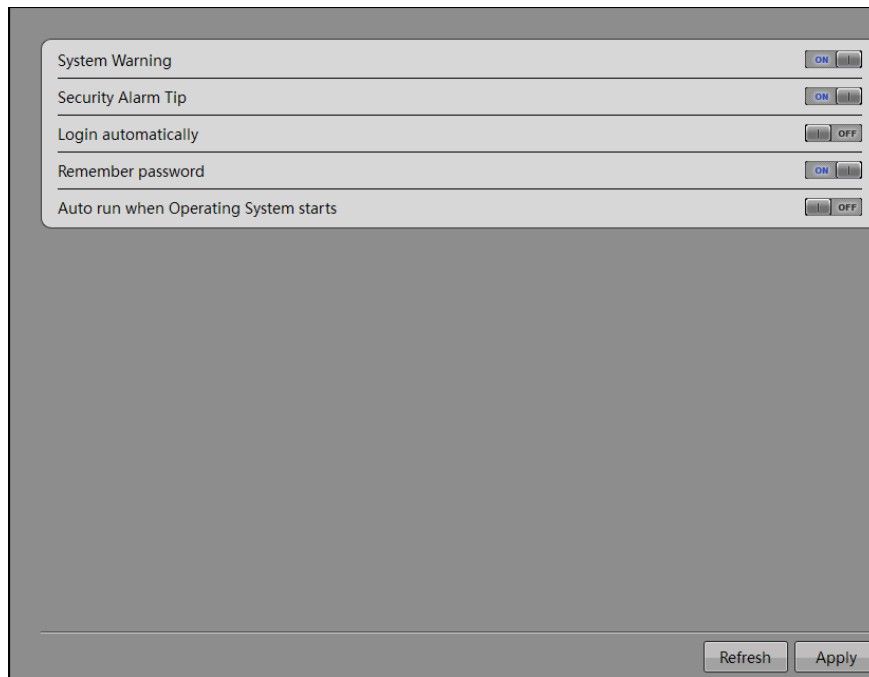 System Warning ON
Security Alarm Tip ON
Login automatically OFF
Remember password ON
Auto run when Operating System starts OFF
Refresh Apply